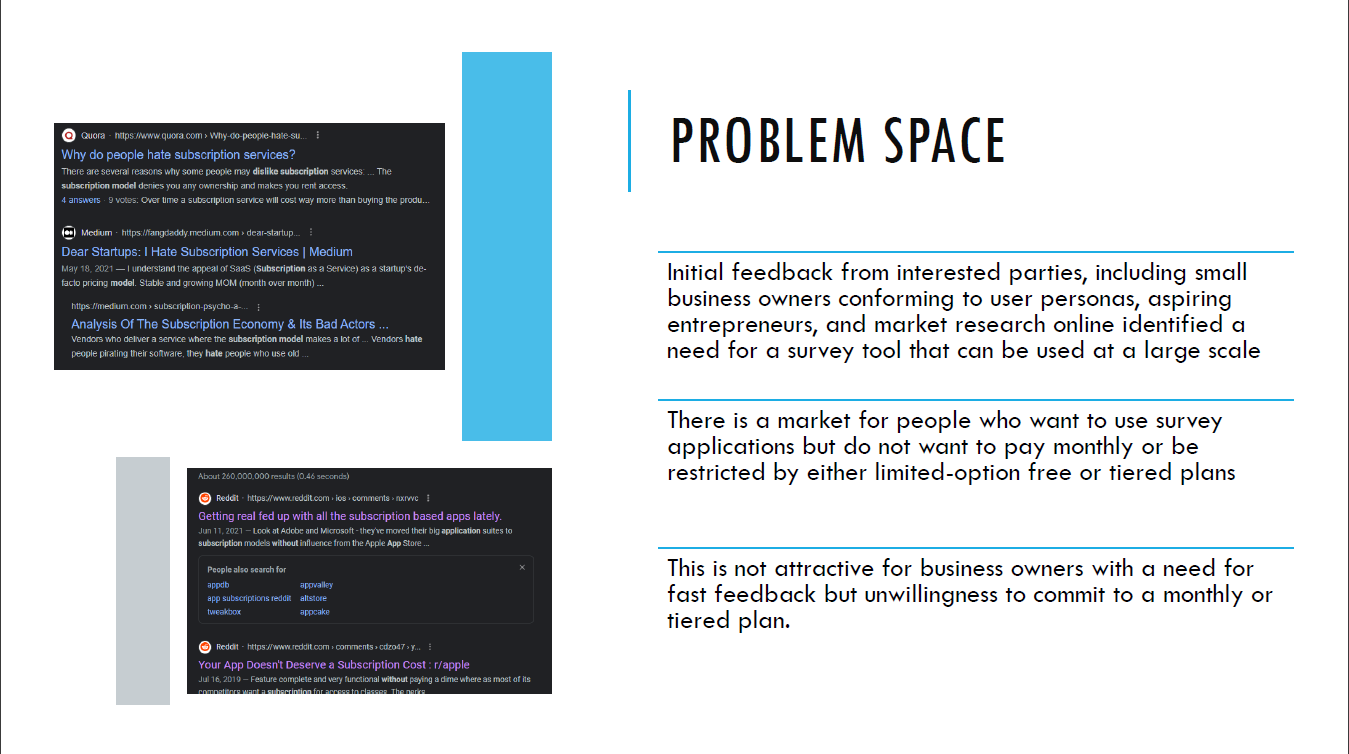 Quora · https://www.quora.com › Why-do-people-hate-su...
Why do people hate subscription services?
There are several reasons why some people may dislike subscription services. ... The
subscription model denies you any ownership and makes you rent access.
4 answers · 9 votes: Over time a subscription service will cost way more than buying the produ...
Medium · https://fangdaddy.medium.com › dear-startup...
Dear Startups: I Hate Subscription Services | Medium
May 18, 2021 — I understand the appeal of SaaS (Subscription as a Service) as a startup's de-
facto pricing model. Stable and growing MOM (month over month) ...
https://medium.com › subscription-psycho-a-...
Analysis Of The Subscription Economy & Its Bad Actors ...
Vendors who deliver a service where the subscription model makes a lot of ... Vendors hate
people pirating their software, they hate people who use old ...
About 260,000,000 results (0.46 seconds)
Reddit · https://www.reddit.com › ios › comments › nxrvvc
Getting real fed up with all the subscription based apps lately.
Jun 11, 2021 — Look at Adobe and Microsoft - they've moved their big application suites to
subscription models without influence from the Apple App Store ...
People also search for
appdb appvalley
app subscriptions reddit altstore
tweakbox appcake
Reddit · https://www.reddit.com › comments › cdzo47 › y...
Your App Doesn't Deserve a Subscription Cost : r/apple
Jul 16, 2019 — Feature complete and very functional without paying a dime where as most of its
competitors want a subscription for access to classes. The nerks
PROBLEM SPACE
Initial feedback from interested parties, including small
business owners conforming to user personas, aspiring
entrepreneurs, and market research online identified a
need for a survey tool that can be used at a large scale
There is a market for people who want to use survey
applications but do not want to pay monthly or be
restricted by either limited-option free or tiered plans
This is not attractive for business owners with a need for
fast feedback but unwillingness to commit to a monthly or
tiered plan.